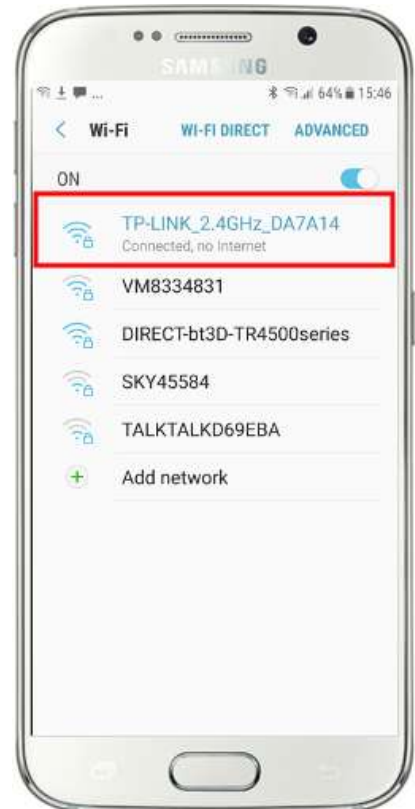 SAMSUNG
... 64% 15:46
< Wi-Fi WI-FI DIRECT ADVANCED
ON
TP-LINK_2.4GHz_DA7A14
Connected, no Internet
VM8334831
DIRECT-bt3D-TR4500series
SKY45584
TALKTALKD69EBA
+ Add network